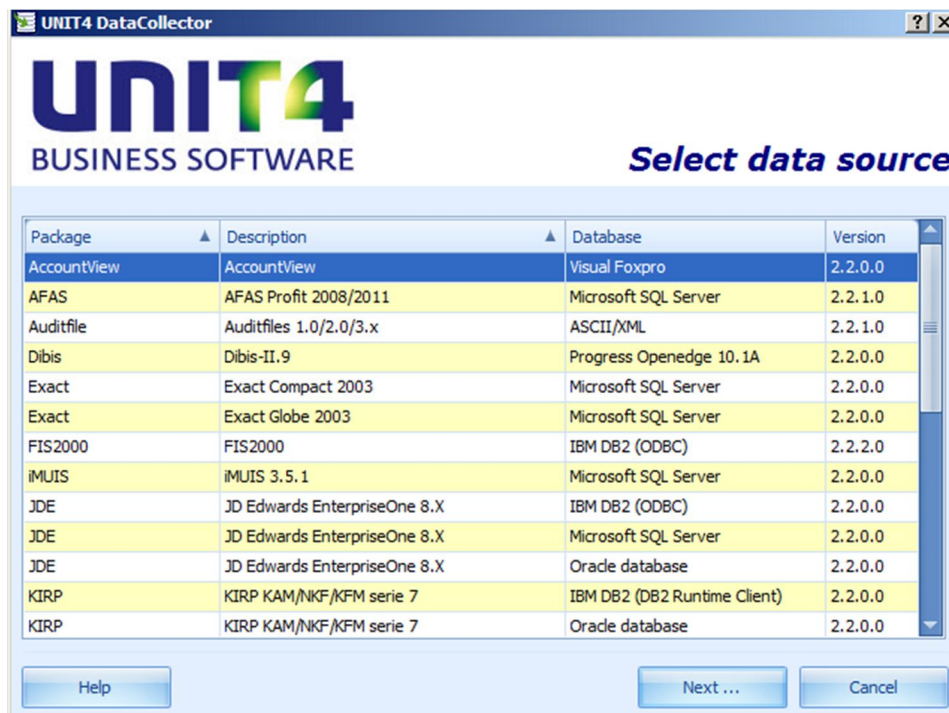 UNIT4 DataCollector
UNIT4
BUSINESS SOFTWARE
Select data source
Package Description Database Version
AccountView AccountView Visual Foxpro 2.2.0.0
AFAS AFAS Profit 2008/2011 Microsoft SQL Server 2.2.1.0
Auditfile Auditfiles 1.0/2.0/3.x ASCII/XML 2.2.1.0
Dibis Dibis-II.9 Progress Openedge 10.1A 2.2.0.0
Exact Exact Compact 2003 Microsoft SQL Server 2.2.0.0
Exact Exact Globe 2003 Microsoft SQL Server 2.2.0.0
FIS2000 FIS2000 IBM DB2 (ODBC) 2.2.2.0
iMUIS iMUIS 3.5.1 Microsoft SQL Server 2.2.0.0
JDE JD Edwards EnterpriseOne 8.X IBM DB2 (ODBC) 2.2.0.0
JDE JD Edwards EnterpriseOne 8.X Microsoft SQL Server 2.2.0.0
JDE JD Edwards EnterpriseOne 8.X Oracle database 2.2.0.0
KIRP KIRP KAM/NKF/KFM serie 7 IBM DB2 (DB2 Runtime Client) 2.2.0.0
KIRP KIRP KAM/NKF/KFM serie 7 Oracle database 2.2.0.0
Help Next ... Cancel